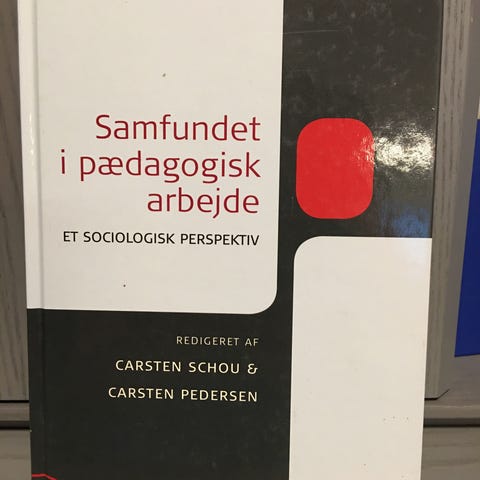 Samfundet
i pædagogisk
arbejde
ET SOCIOLOGISK PERSPEKTIV
REDIGERET AF
CARSTEN SCHOU &
CARSTEN PEDERSEN